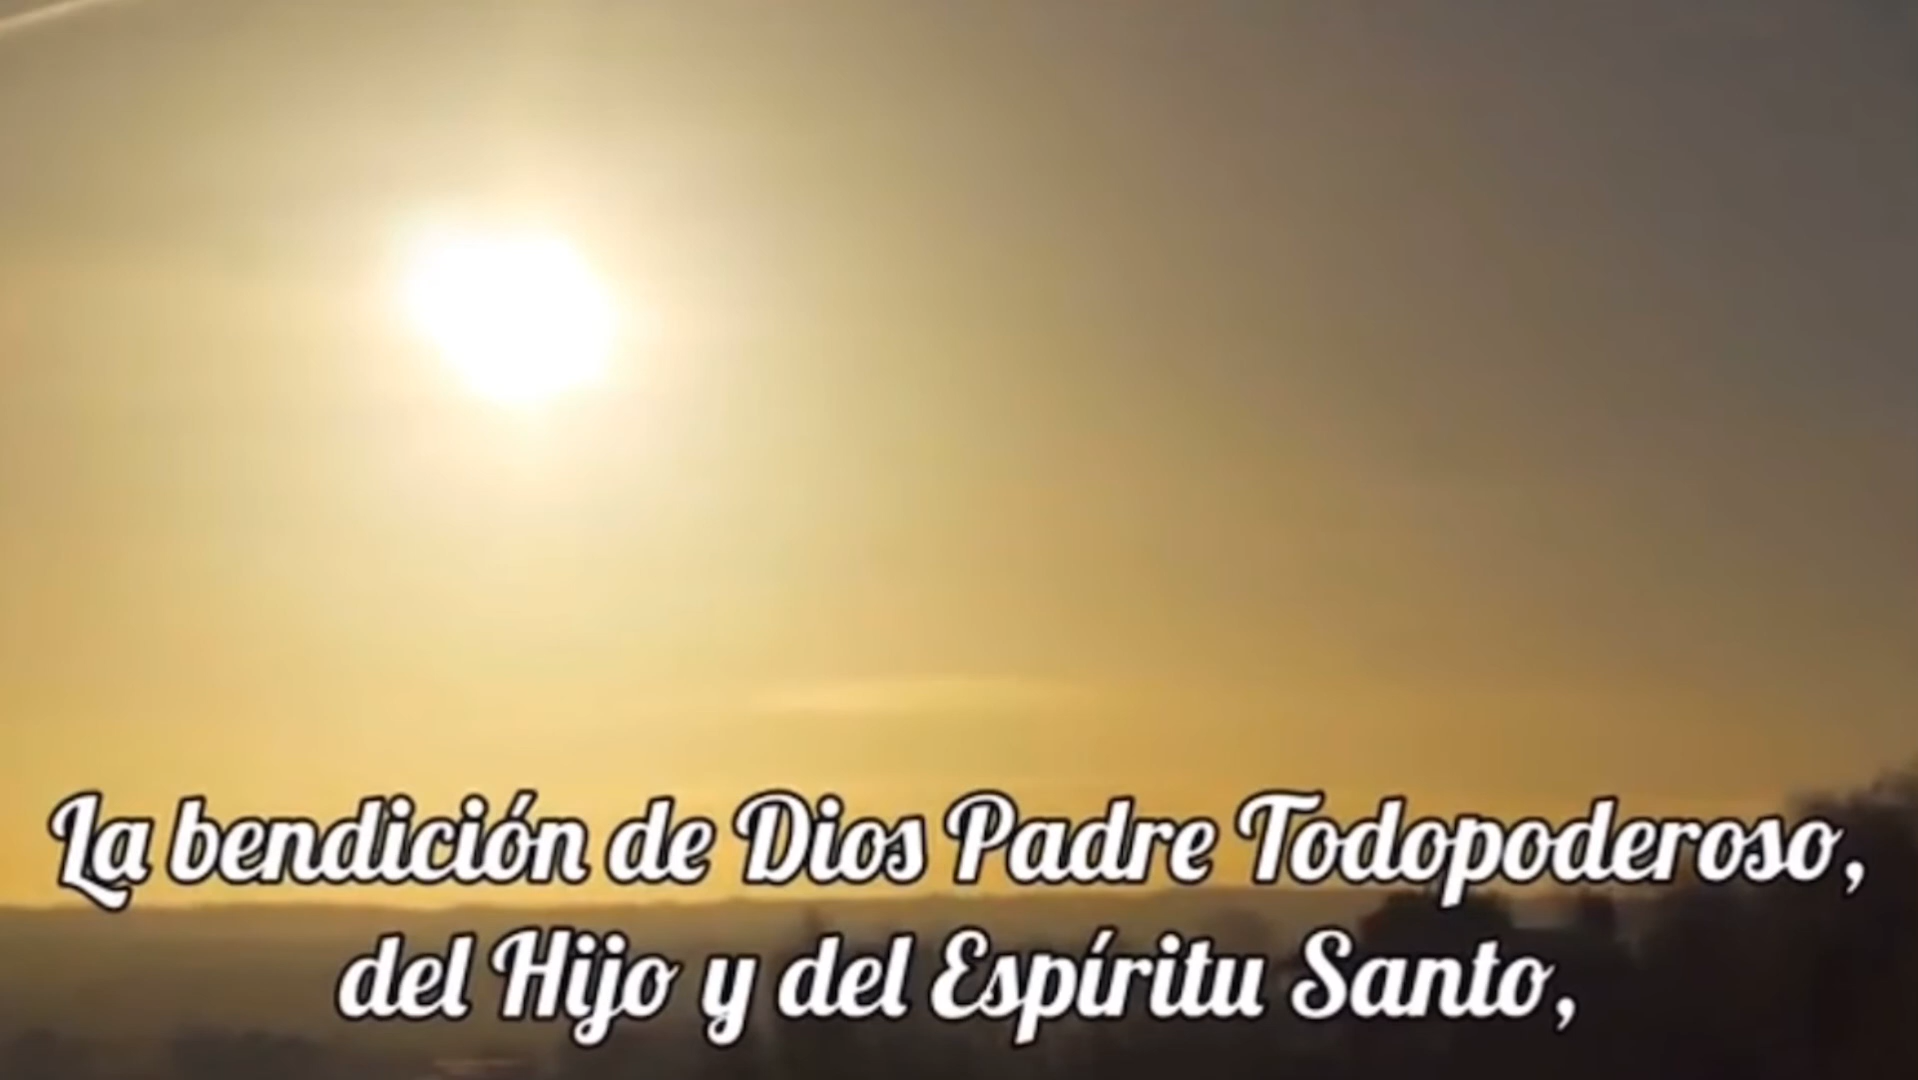 La bendición de Dios Padre Todopoderoso,
del Hijo y del Espíritu Santo,